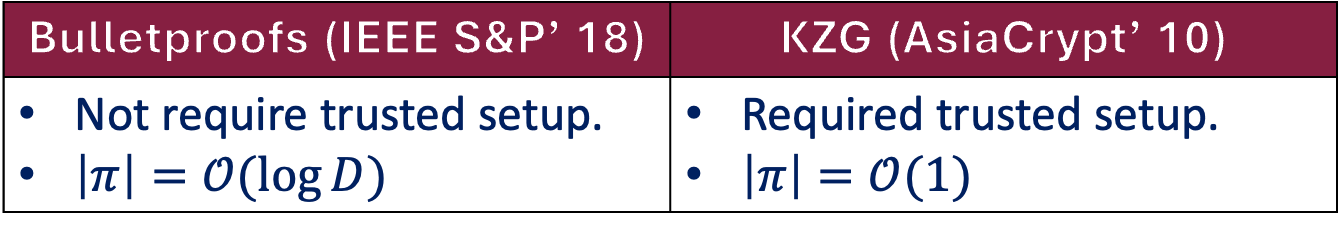 Bulletproofs (IEEE S&P’ 18)
KZG (AsiaCrypt’ 10)
• Not require trusted setup.
• |π| = 𝒪(log D)
• Required trusted setup.
• |π| = 𝒪(1)